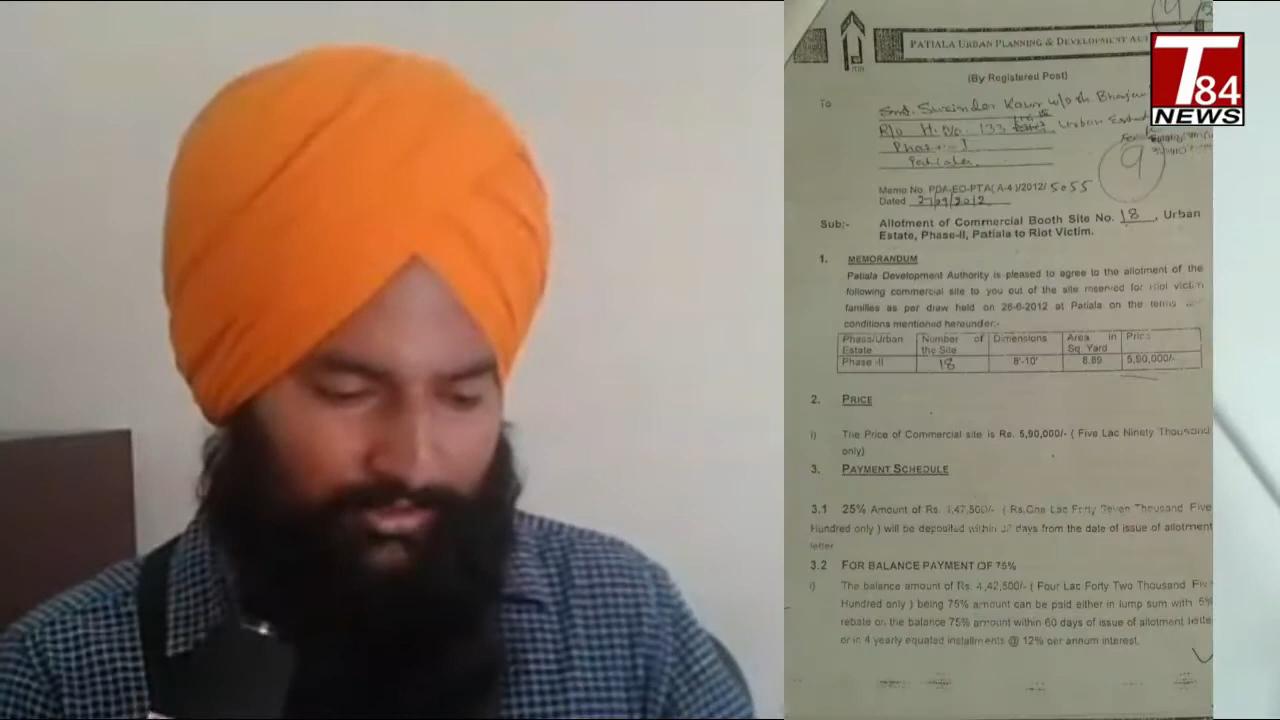 T84
NEWS
PATIALA URBAN PLANNING & DEVELOPMENT AUT
(By Registered Post)
To
Smt. Surinder Kaur w/o Sh. Bhajan
R/o H.No. 133 Urban Estate
Phase-I
Patiala
9
Memo No. PDA-EO-PTA( A-4 )/2012/ 5055
Dated 27/09/2012
Sub:- Allotment of Commercial Booth Site No. 18, Urban
Estate, Phase-II, Patiala to Riot Victim.
1. MEMORANDUM
Patiala Development Authority is pleased to agree to the allotment of the
following commercial site to you out of the site reserved for riot victim
families as per draw held on 26-6-2012 at Patiala on the terms
conditions mentioned hereunder:-
Phase/Urban Estate Number of the Site Dimensions Area in Sq. Yard Price
Phase -II 18 8'-10' 8.89 5,90,000/-
2. PRICE
i) The Price of Commercial site is Rs. 5,90,000/- ( Five Lac Ninety Thousand
only)
3. PAYMENT SCHEDULE
3.1 25% Amount of Rs. 1,47,500/- ( Rs.One Lac Forty Seven Thousand Five
Hundred only ) will be deposited within days from the date of issue of allotment
letter
3.2 FOR BALANCE PAYMENT OF 75%
i) The balance amount of Rs. 4,42,500/- ( Four Lac Forty Two Thousand Five
Hundred only ) being 75% amount can be paid either in lump sum with 5%
rebate on the balance 75% amount within 60 days of issue of allotment lette
or in 4 yearly equated installments @ 12% per annum interest.